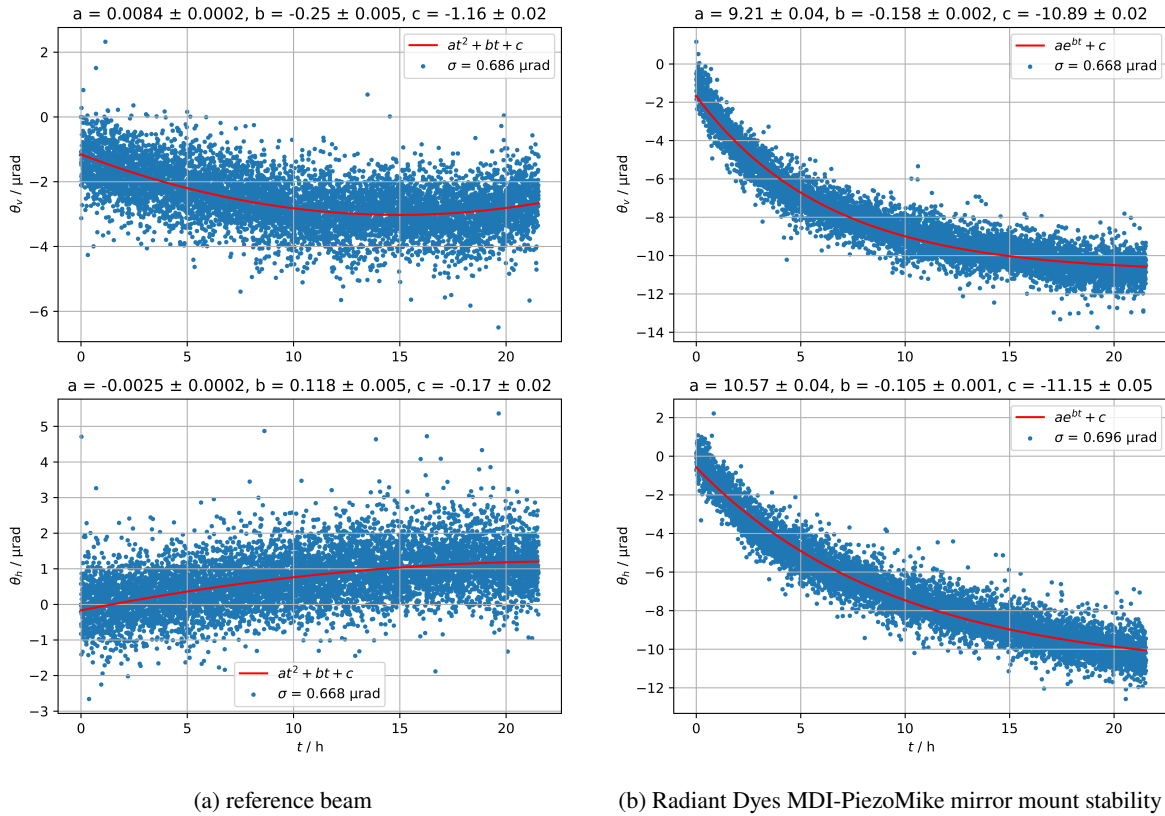 a = 0.0084 ± 0.0002, b = -0.25 ± 0.005, c = -1.16 ± 0.02
at² + bt + c
σ = 0.686 µrad
θᵥ / µrad
2
0
−2
−4
−6
0 5 10 15 20
a = 9.21 ± 0.04, b = -0.158 ± 0.002, c = -10.89 ± 0.02
aeᵇᵗ + c
σ = 0.668 µrad
θᵥ / µrad
0
−2
−4
−6
−8
−10
−12
−14
0 5 10 15 20
a = -0.0025 ± 0.0002, b = 0.118 ± 0.005, c = -0.17 ± 0.02
θₕ / µrad
5
4
3
2
1
0
−1
−2
−3
at² + bt + c
σ = 0.668 µrad
0 5 10 15 20
t / h
a = 10.57 ± 0.04, b = -0.105 ± 0.001, c = -11.15 ± 0.05
aeᵇᵗ + c
σ = 0.696 µrad
θₕ / µrad
2
0
−2
−4
−6
−8
−10
−12
0 5 10 15 20
t / h
(a) reference beam
(b) Radiant Dyes MDI-PiezoMike mirror mount stability